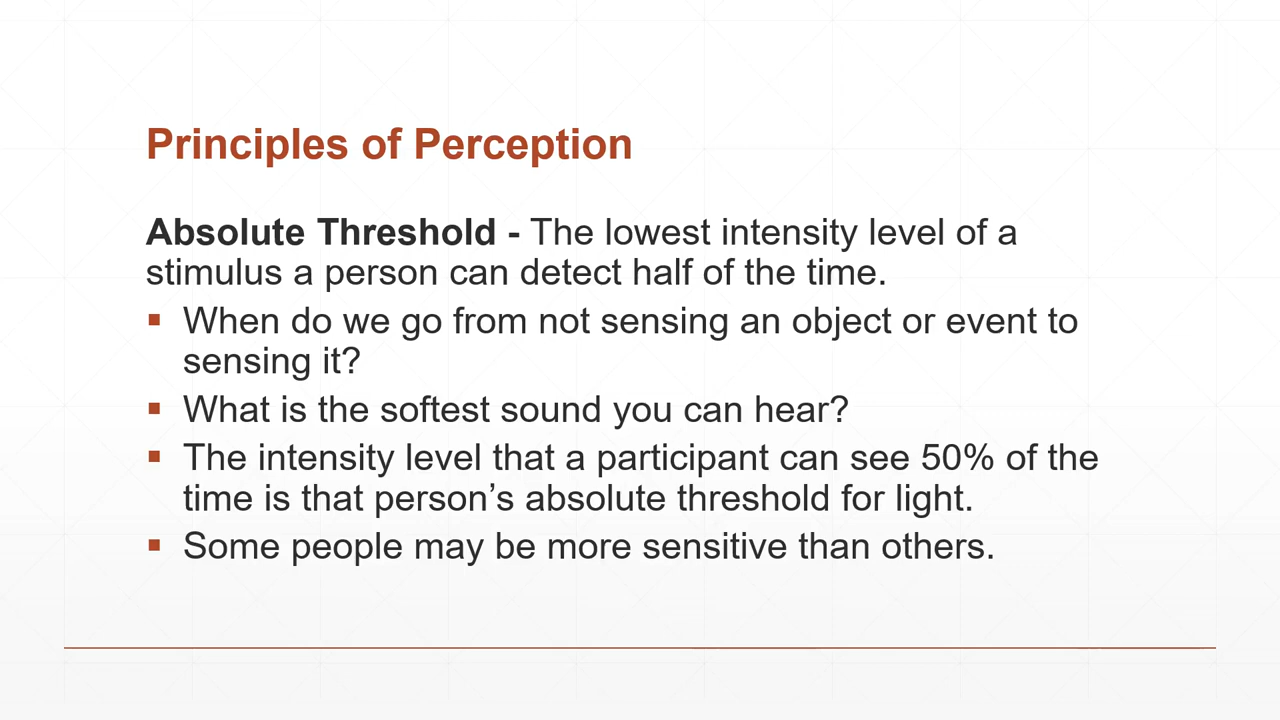 Principles of Perception
Absolute Threshold - The lowest intensity level of a
stimulus a person can detect half of the time.
▪ When do we go from not sensing an object or event to
sensing it?
▪ What is the softest sound you can hear?
▪ The intensity level that a participant can see 50% of the
time is that person’s absolute threshold for light.
▪ Some people may be more sensitive than others.